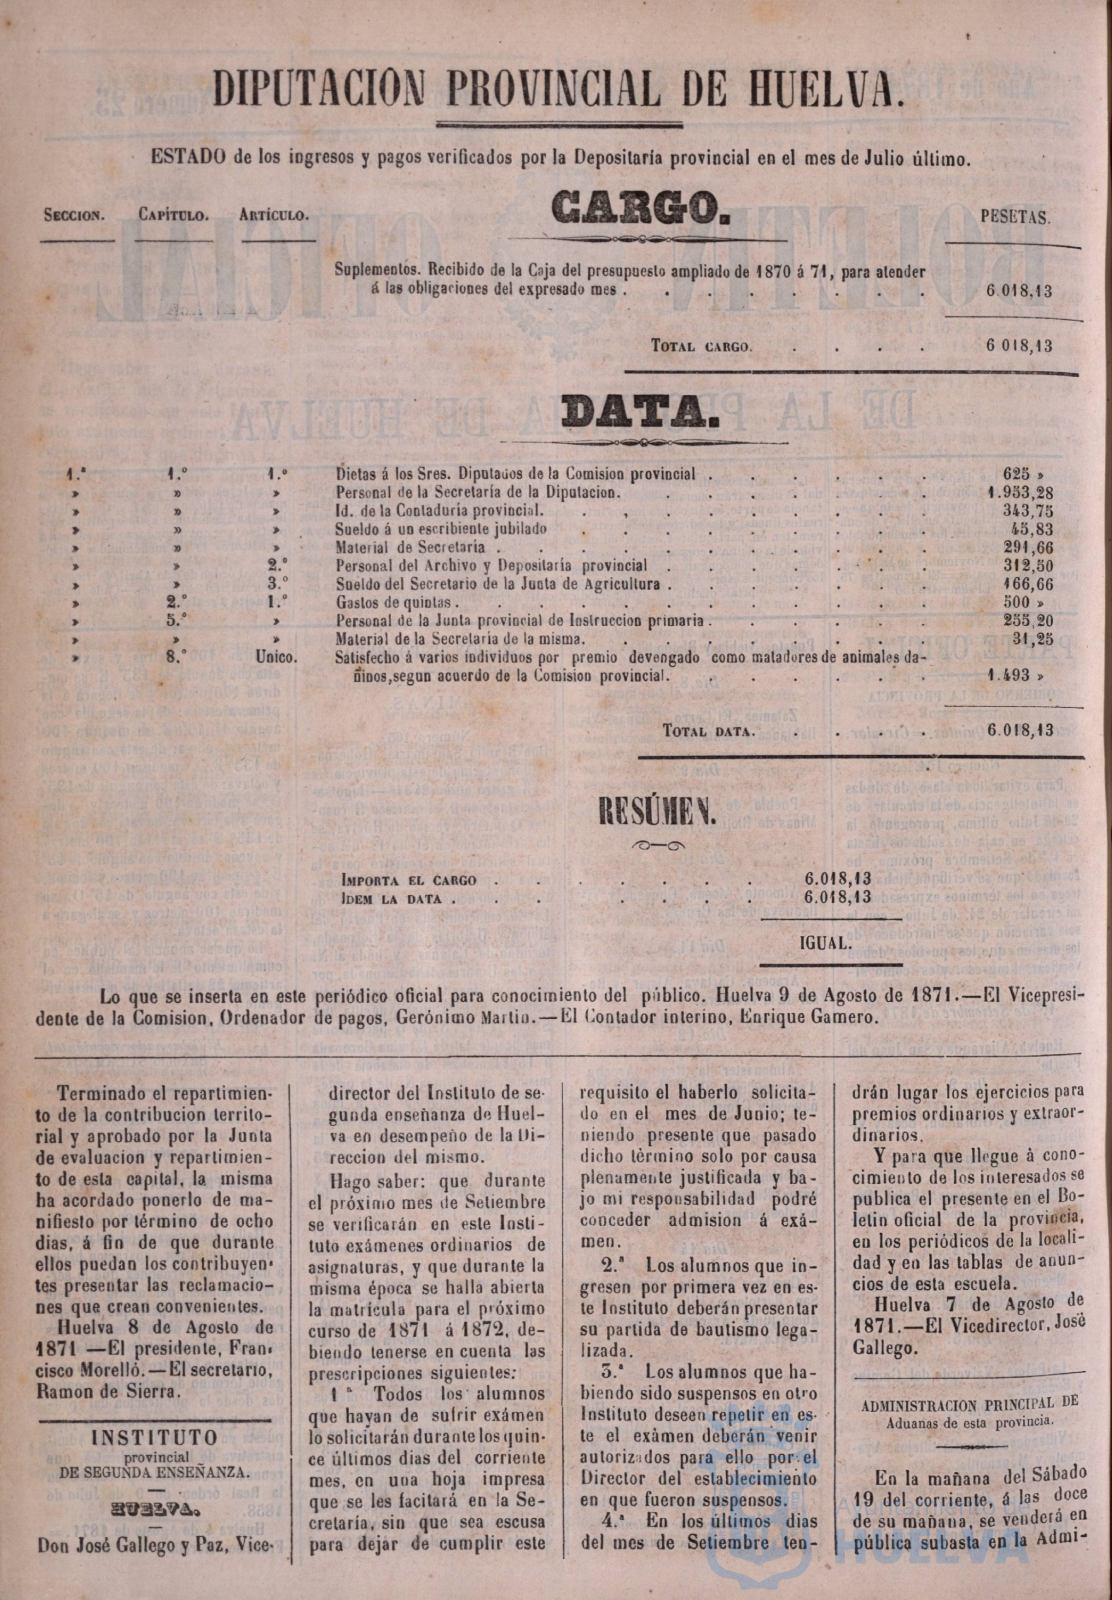 DIPUTACION PROVINCIAL DE HUELVA.
ESTADO de los ingresos y pagos verificados por la Depositaría provincial en el mes de Julio último.
SECCION. CAPÍTULO. ARTÍCULO. CARGO. PESETAS.
Suplementos. Recibido de la Caja del presupuesto ampliado de 1870 á 71, para atender
á las obligaciones del expresado mes . . . . . . . . 6.018,13
TOTAL CARGO. . . . . 6 018,13
DATA.
1.ª 1.º 1.º Dietas á los Sres. Diputados de la Comision provincial . . . . . . 625 »
» » » Personal de la Secretaría de la Diputacion. . . . . . . 1.953,28
» » » Id. de la Contaduría provincial. . . . . . . . 343,75
» » » Sueldo á un escribiente jubilado . . . . . . . 45,83
» » » Material de Secretaría . . . . . . . . . 291,66
» » 2.º Personal del Archivo y Depositaría provincial . . . . . . 312,50
» » 3.º Sueldo del Secretario de la Junta de Agricultura . . . . . . 166,66
» 2.º 1.º Gastos de quintas . . . . . . . . . 500 »
» 5.º » Personal de la Junta provincial de Instruccion primaria . . . . . 255,20
» » » Material de la Secretaría de la misma. . . . . . . 31,25
» 8.º Unico. Satisfecho á varios individuos por premio devengado como matadores de animales da-
ñinos, segun acuerdo de la Comision provincial. . . . . . 1.493 »
TOTAL DATA. . . . . 6.018,13
RESÚMEN.
IMPORTA EL CARGO . . . . . . 6.018,13
IDEM LA DATA . . . . . . . 6.018,13
IGUAL.
Lo que se inserta en este periódico oficial para conocimiento del público. Huelva 9 de Agosto de 1871.—El Vicepresi-
dente de la Comision, Ordenador de pagos, Gerónimo Martin.—El Contador interino, Enrique Gamero.
Terminado el repartimien-
to de la contribucion territo-
rial y aprobado por la Junta
de evaluacion y repartimien-
to de esta capital, la misma
ha acordado ponerlo de ma-
nifiesto por término de ocho
dias, á fin de que durante
ellos puedan los contribuyen-
tes presentar las reclamacio-
nes que crean convenientes.
Huelva 8 de Agosto de
1871 —El presidente, Fran-
cisco Morelló.—El secretario,
Ramon de Sierra.
INSTITUTO
provincial
DE SEGUNDA ENSEÑANZA.
HUELVA.
Don José Gallego y Paz, Vice-
director del Instituto de se-
gunda enseñanza de Huel-
va en desempeño de la Di-
reccion del mismo.
Hago saber: que durante
el próximo mes de Setiembre
se verificarán en este Insti-
tuto exámenes ordinarios de
asignaturas, y que durante la
misma época se halla abierta
la matrícula para el próximo
curso de 1871 á 1872, de-
biendo tenerse en cuenta las
prescripciones siguientes:
1 ª Todos los alumnos
que hayan de sufrir exámen
lo solicitarán durante los quin-
ce últimos dias del corriente
mes, en una hoja impresa
que se les facitará en la Se-
cretaría, sin que sea escusa
para dejar de cumplir este
requisito el haberlo solicita-
do en el mes de Junio; te-
niendo presente que pasado
dicho término solo por causa
plenamente justificada y ba-
jo mi responsabilidad podré
conceder admision á exá-
men.
2.ª Los alumnos que in-
gresen por primera vez en es-
te Instituto deberán presentar
su partida de bautismo lega-
lizada.
3.ª Los alumnos que ha-
biendo sido suspensos en otro
Instituto deseen repetir en es-
te el exámen deberán venir
autorizados para ello por el
Director del establecimiento
en que fueron suspensos.
4.ª En los últimos dias
del mes de Setiembre ten-
drán lugar los ejercicios para
premios ordinarios y extraor-
dinarios.
Y para que llegue á cono-
cimiento de los interesados se
publica el presente en el Bo-
letin oficial de la provincia,
en los periódicos de la locali-
dad y en las tablas de anun-
cios de esta escuela.
Huelva 7 de Agosto de
1871.—El Vicedirector, José
Gallego.
ADMINISTRACION PRINCIPAL DE
Aduanas de esta provincia.
En la mañana del Sábado
19 del corriente, á las doce
de su mañana, se venderá en
pública subasta en la Admi-
HUELVA